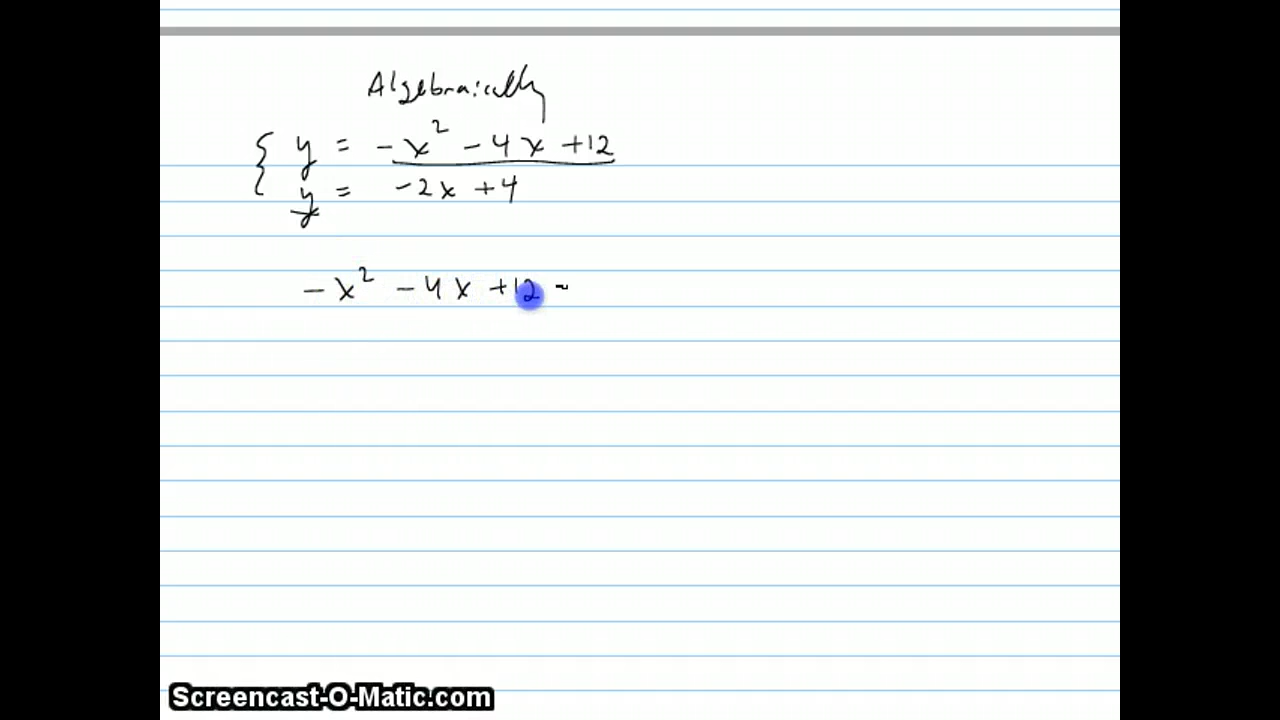 Algebraically
{ y = -x² - 4x +12
y = -2x +4
-x² - 4x +12 =
Screencast-O-Matic.com